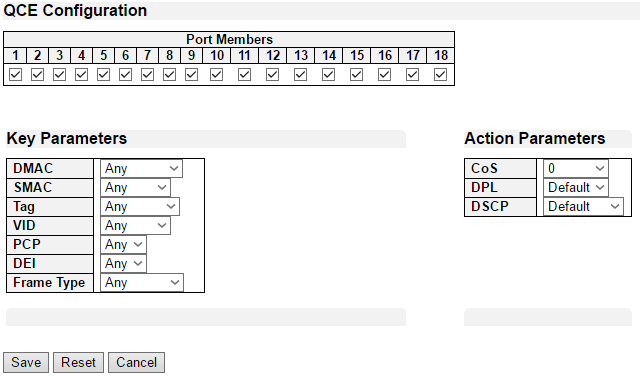 QCE Configuration
Port Members
1 2 3 4 5 6 7 8 9 10 11 12 13 14 15 16 17 18
Key Parameters
DMAC Any
SMAC Any
Tag Any
VID Any
PCP Any
DEI Any
Frame Type Any
Action Parameters
CoS 0
DPL Default
DSCP Default
Save Reset Cancel